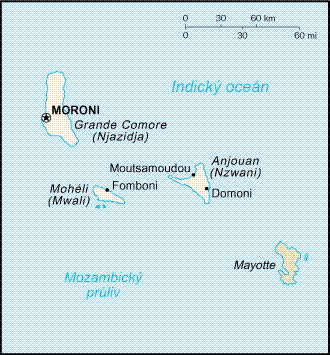 0 30 60 km
0 30 60 mi
Indický oceán
MORONI
Grande Comore
(Njazidja)
Anjouan
(Nzwani)
Moutsamoudou
Mohéli
(Mwali)
Fomboni
Domoni
Mayotte
Mozambický
průliv